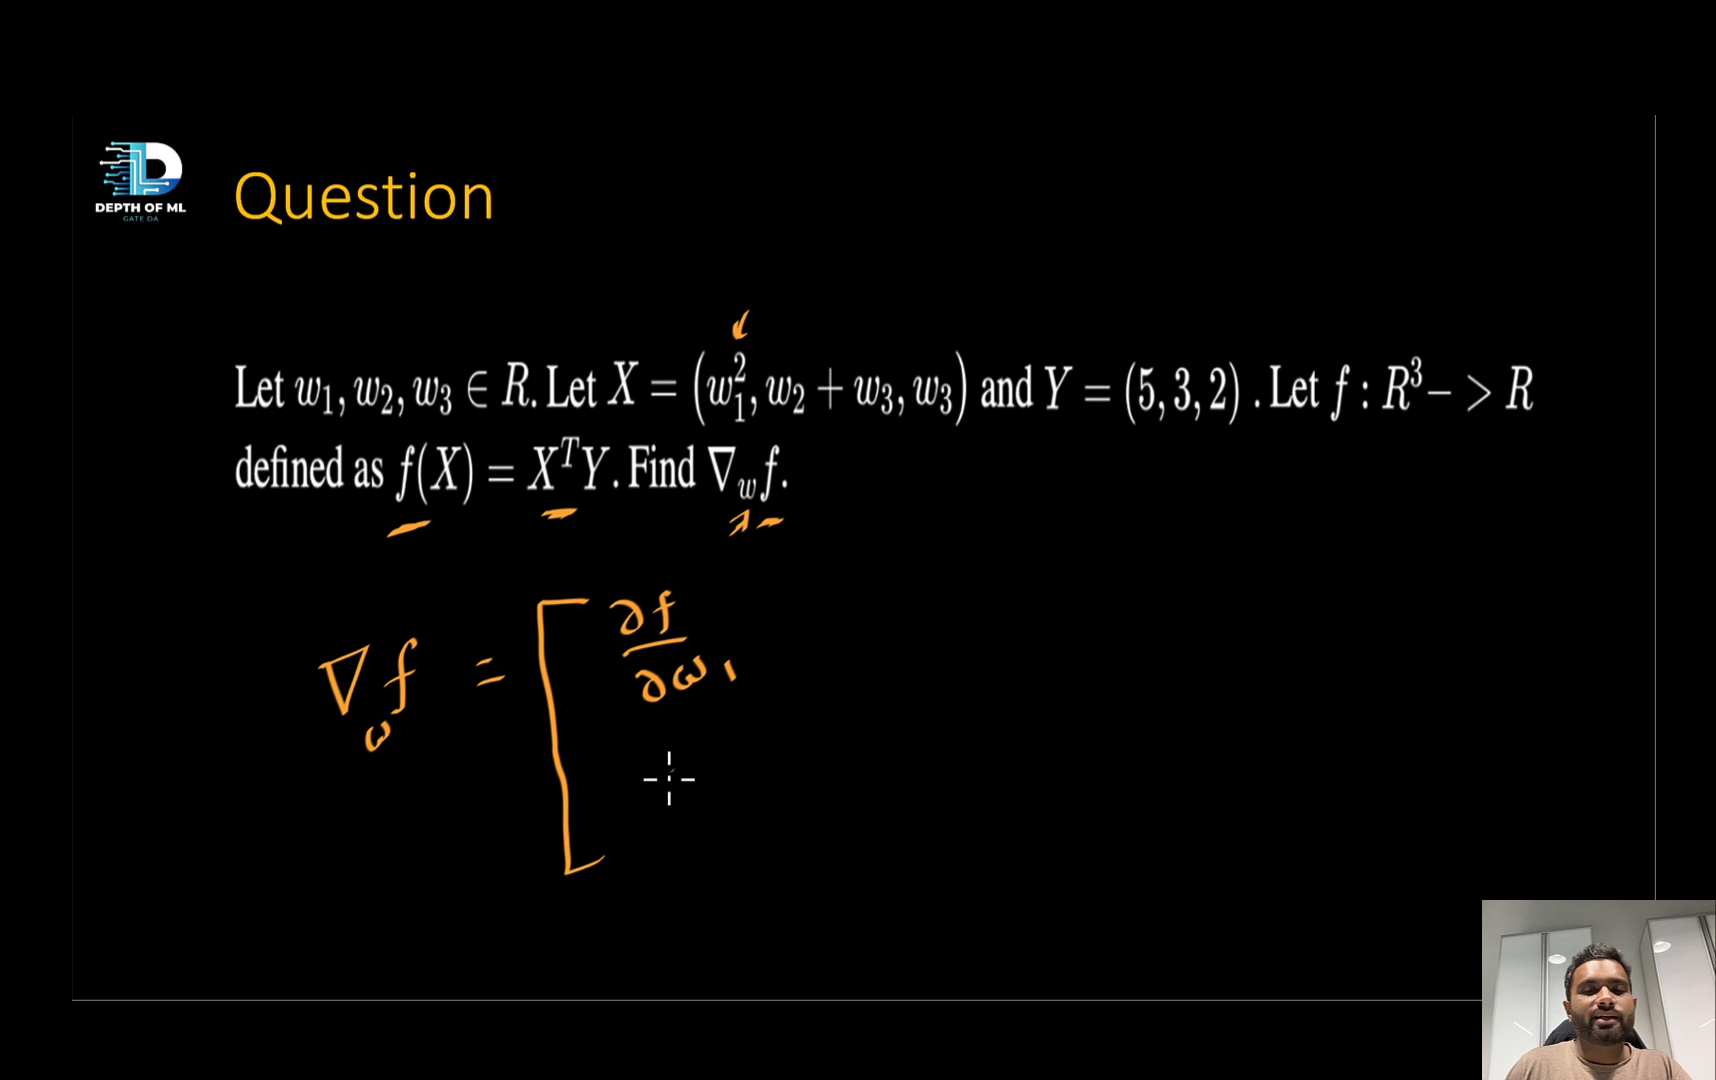 DEPTH OF ML
GATE DA
Question
Let w₁, w₂, w₃ ∈ R. Let X = (w₁², w₂ + w₃, w₃) and Y = (5, 3, 2) . Let f : R³− > R
defined as f(X) = XᵀY. Find ∇_w f.
∇_ω f = [ ∂f/∂ω₁